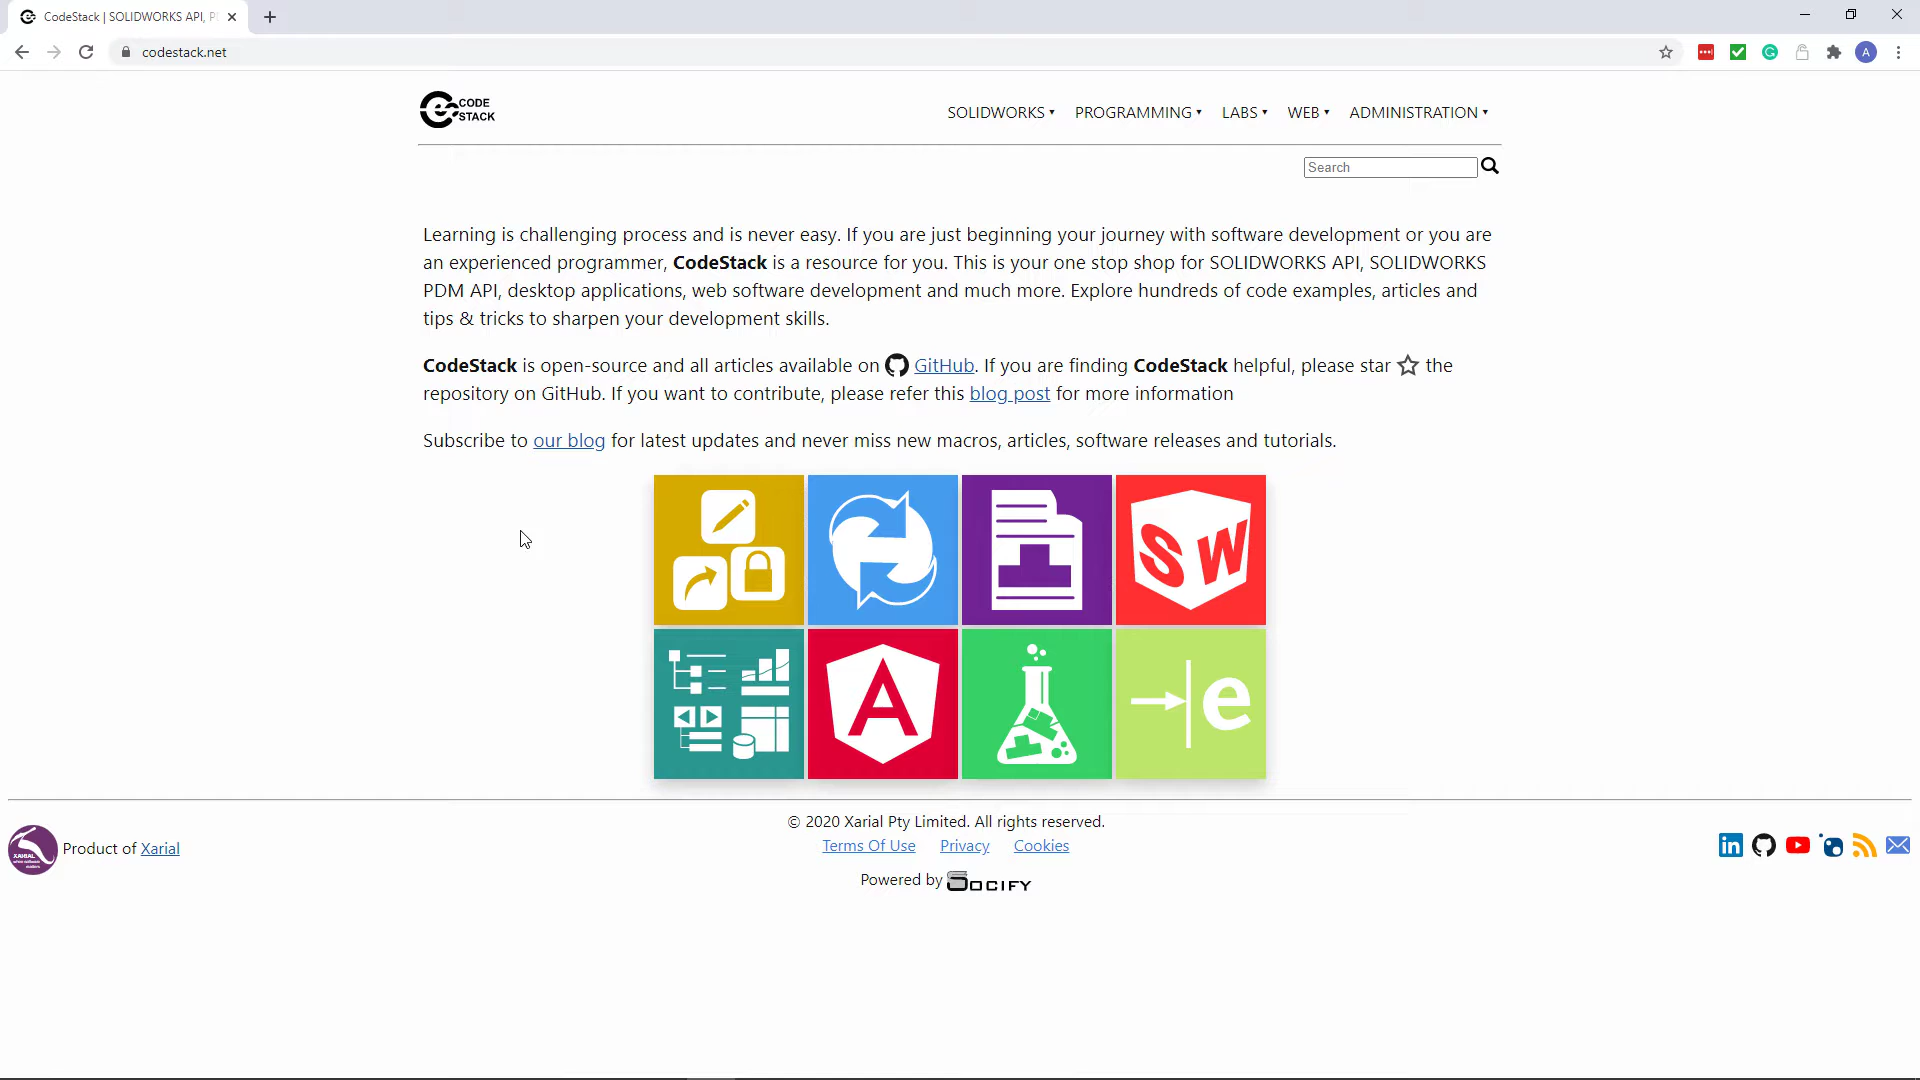 CodeStack | SOLIDWORKS API, P
codestack.net
A
CODE
STACK
SOLIDWORKS ▾ PROGRAMMING ▾ LABS ▾ WEB ▾ ADMINISTRATION ▾
Search
Learning is challenging process and is never easy. If you are just beginning your journey with software development or you are
an experienced programmer, CodeStack is a resource for you. This is your one stop shop for SOLIDWORKS API, SOLIDWORKS
PDM API, desktop applications, web software development and much more. Explore hundreds of code examples, articles and
tips & tricks to sharpen your development skills.
CodeStack is open-source and all articles available on GitHub. If you are finding CodeStack helpful, please star the
repository on GitHub. If you want to contribute, please refer this blog post for more information
Subscribe to our blog for latest updates and never miss new macros, articles, software releases and tutorials.
SW
A
e
© 2020 Xarial Pty Limited. All rights reserved.
XARIAL
Product of Xarial
Terms Of Use Privacy Cookies
in
Powered by SOCIFY